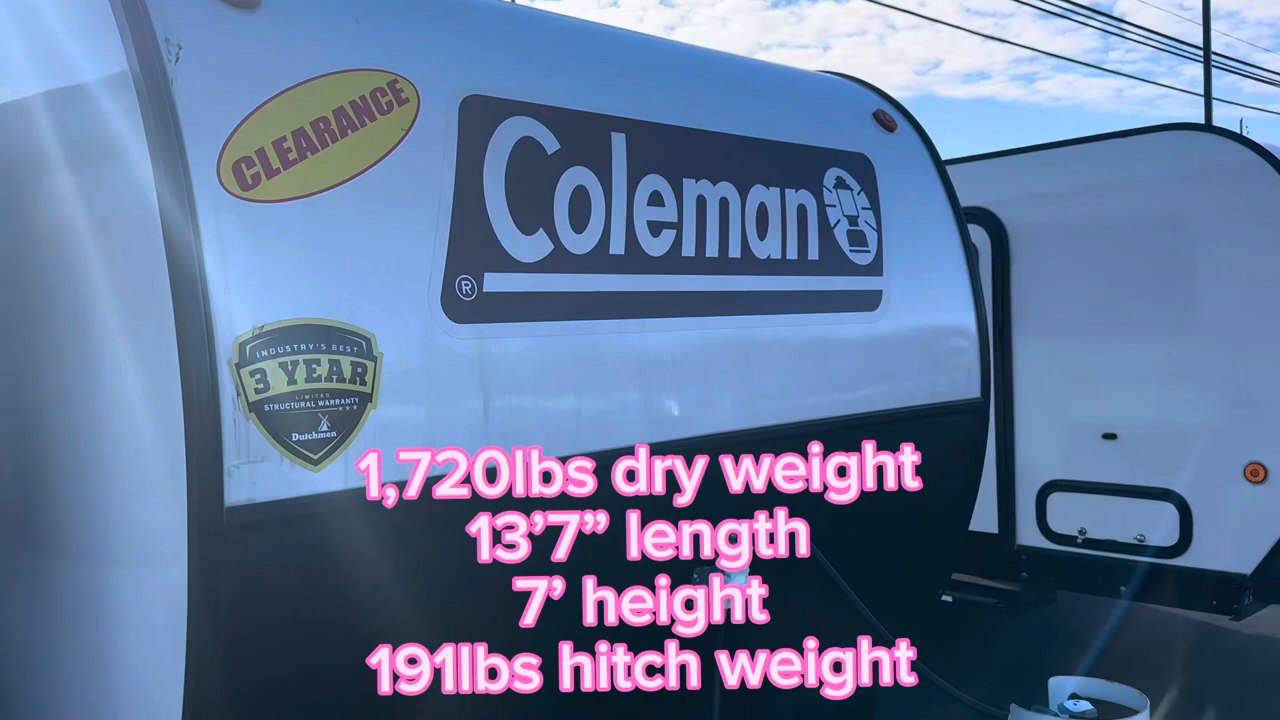 CLEARANCE
Coleman
®
INDUSTRY'S BEST
3 YEAR
LIMITED
STRUCTURAL WARRANTY
Dutchmen
1,720lbs dry weight
13’7” length
7’ height
191lbs hitch weight